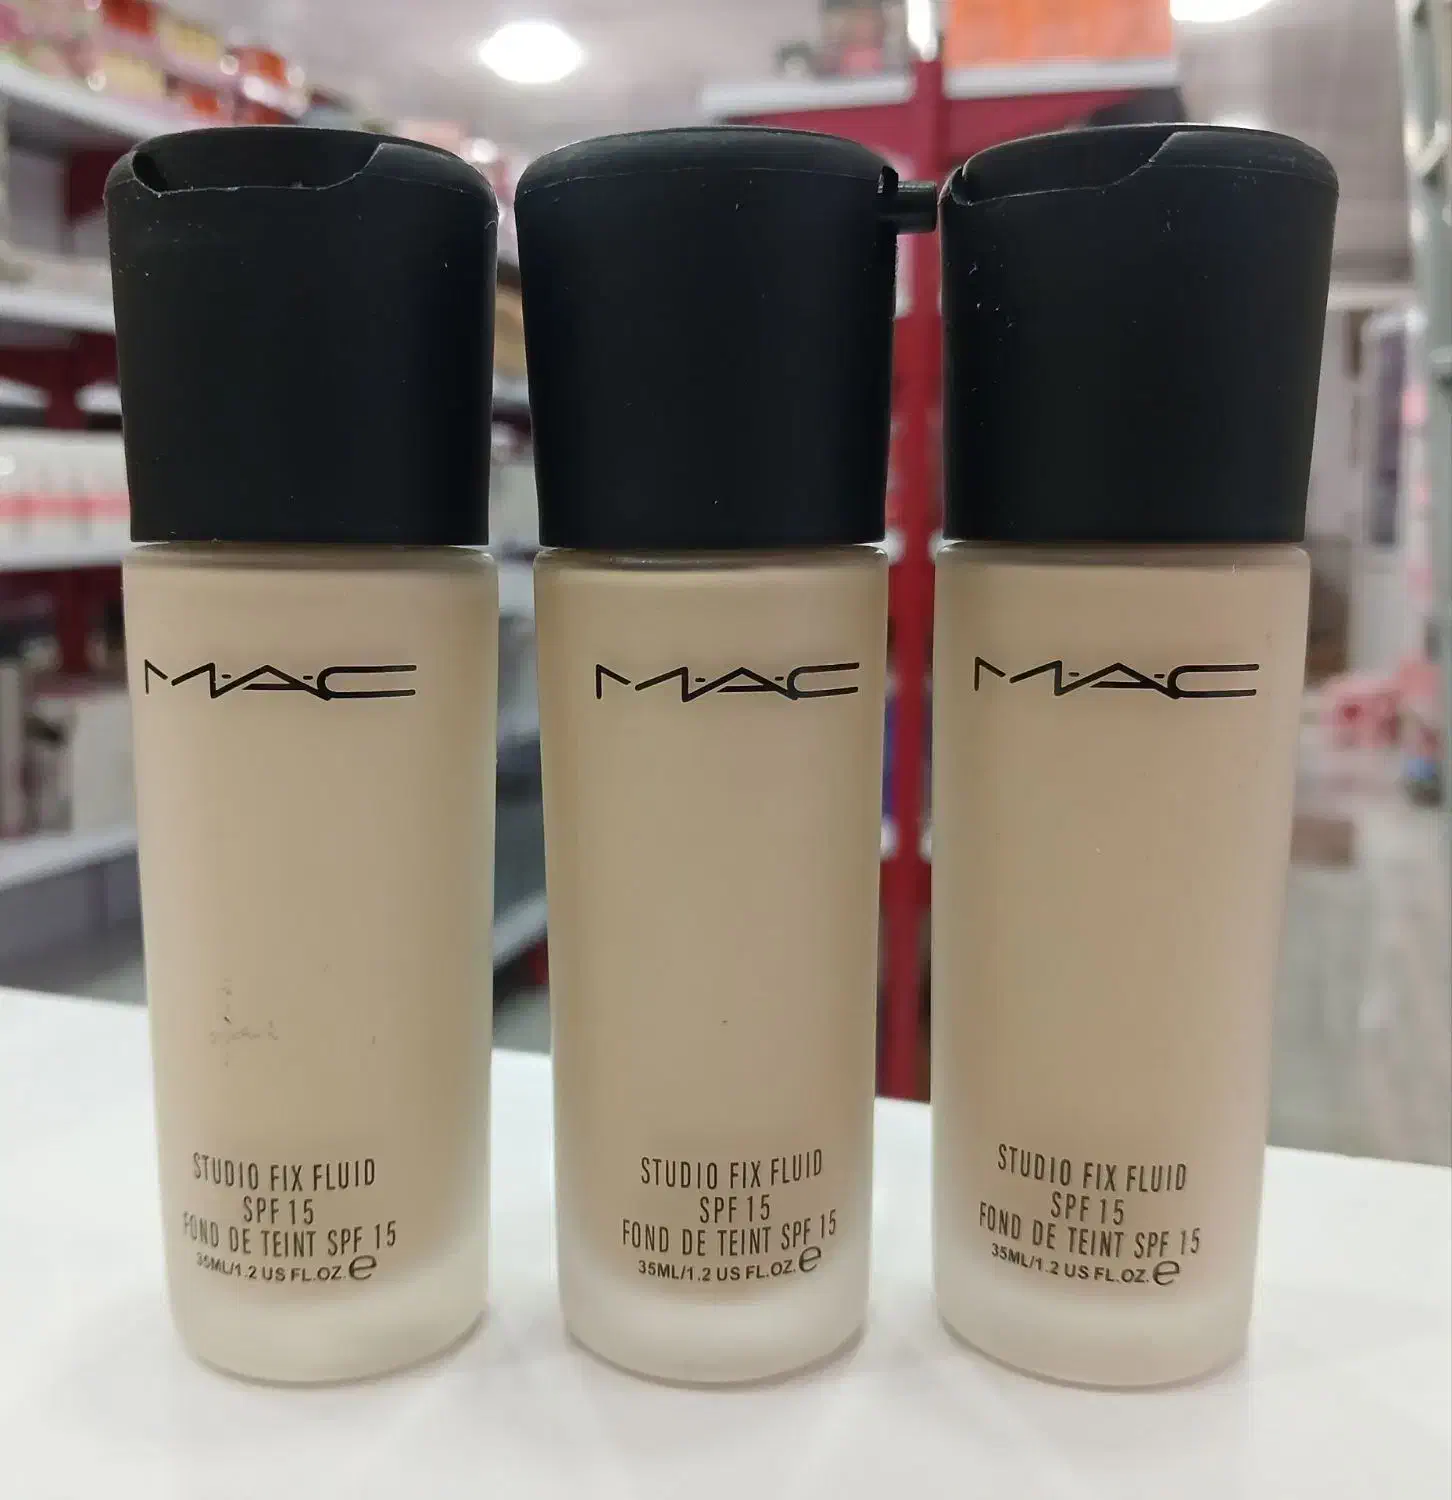 MAC
STUDIO FIX FLUID
SPF 15
FOND DE TEINT SPF 15
35ML/1.2 US FL.OZ.e
M·A·C
STUDIO FIX FLUID
SPF 15
FOND DE TEINT SPF 15
35ML/1.2 US FL.OZ.e
M·A·C
STUDIO FIX FLUID
SPF 15
FOND DE TEINT SPF 15
35ML/1.2 US FL.OZ.e